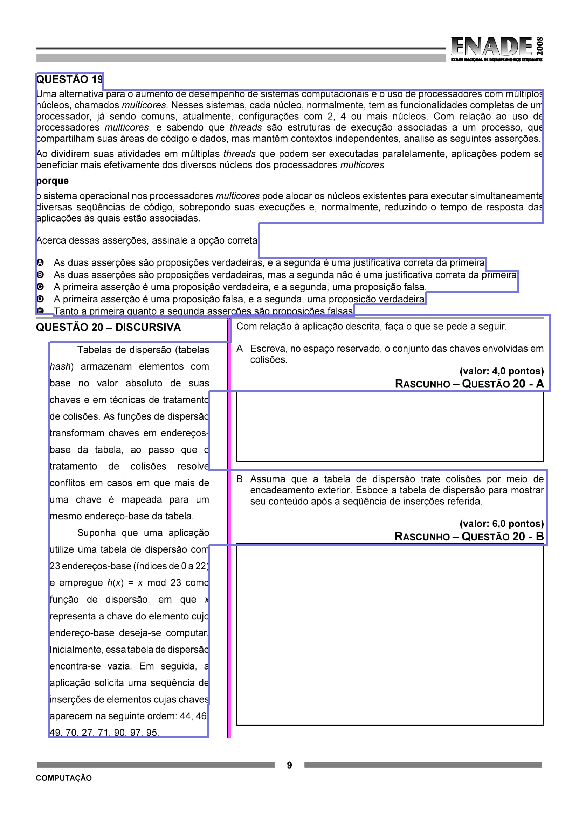 ENADE 2008
EXAME NACIONAL DE DESEMPENHO DOS ESTUDANTES
QUESTÃO 19
Uma alternativa para o aumento de desempenho de sistemas computacionais é o uso de processadores com múltiplos
núcleos, chamados multicores. Nesses sistemas, cada núcleo, normalmente, tem as funcionalidades completas de um
processador, já sendo comuns, atualmente, configurações com 2, 4 ou mais núcleos. Com relação ao uso de
processadores multicores, e sabendo que threads são estruturas de execução associadas a um processo, que
compartilham suas áreas de código e dados, mas mantêm contextos independentes, analise as seguintes asserções.
Ao dividirem suas atividades em múltiplas threads que podem ser executadas paralelamente, aplicações podem se
beneficiar mais efetivamente dos diversos núcleos dos processadores multicores
porque
o sistema operacional nos processadores multicores pode alocar os núcleos existentes para executar simultaneamente
diversas seqüências de código, sobrepondo suas execuções e, normalmente, reduzindo o tempo de resposta das
aplicações às quais estão associadas.
Acerca dessas asserções, assinale a opção correta.
A As duas asserções são proposições verdadeiras, e a segunda é uma justificativa correta da primeira.
B As duas asserções são proposições verdadeiras, mas a segunda não é uma justificativa correta da primeira.
C A primeira asserção é uma proposição verdadeira, e a segunda, uma proposição falsa.
D A primeira asserção é uma proposição falsa, e a segunda, uma proposição verdadeira.
E Tanto a primeira quanto a segunda asserções são proposições falsas.
QUESTÃO 20 – DISCURSIVA
Tabelas de dispersão (tabelas
hash) armazenam elementos com
base no valor absoluto de suas
chaves e em técnicas de tratamento
de colisões. As funções de dispersão
transformam chaves em endereços-
base da tabela, ao passo que o
tratamento de colisões resolve
conflitos em casos em que mais de
uma chave é mapeada para um
mesmo endereço-base da tabela.
Suponha que uma aplicação
utilize uma tabela de dispersão com
23 endereços-base (índices de 0 a 22)
e empregue h(x) = x mod 23 como
função de dispersão, em que x
representa a chave do elemento cujo
endereço-base deseja-se computar.
Inicialmente, essa tabela de dispersão
encontra-se vazia. Em seguida, a
aplicação solicita uma seqüência de
inserções de elementos cujas chaves
aparecem na seguinte ordem: 44, 46,
49, 70, 27, 71, 90, 97, 95.
Com relação à aplicação descrita, faça o que se pede a seguir.
A Escreva, no espaço reservado, o conjunto das chaves envolvidas em
colisões.
(valor: 4,0 pontos)
RASCUNHO – QUESTÃO 20 - A
B Assuma que a tabela de dispersão trate colisões por meio de
encadeamento exterior. Esboce a tabela de dispersão para mostrar
seu conteúdo após a seqüência de inserções referida.
(valor: 6,0 pontos)
RASCUNHO – QUESTÃO 20 - B
9
COMPUTAÇÃO